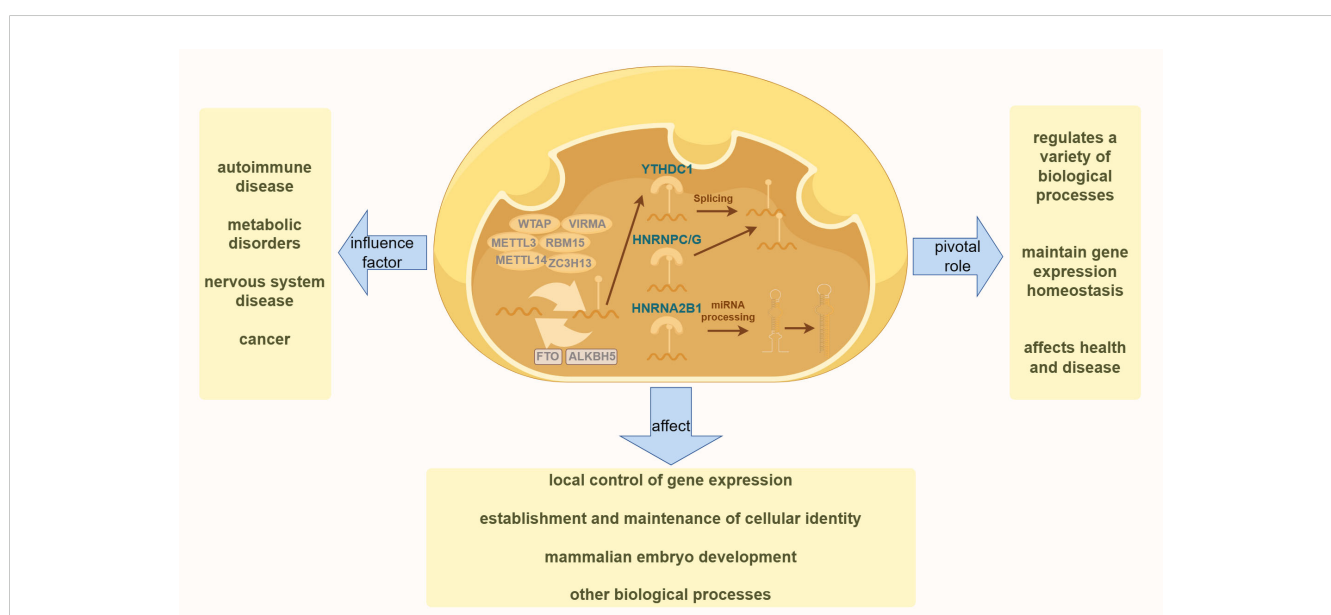 autoimmune
disease
metabolic
disorders
nervous system
disease
cancer
influence
factor
YTHDC1
Splicing
WTAP
VIRMA
METTL3
RBM15
METTL14
ZC3H13
HNRNPC/G
HNRNA2B1
miRNA
processing
FTO
ALKBH5
pivotal
role
regulates a
variety of
biological
processes
maintain gene
expression
homeostasis
affects health
and disease
affect
local control of gene expression
establishment and maintenance of cellular identity
mammalian embryo development
other biological processes